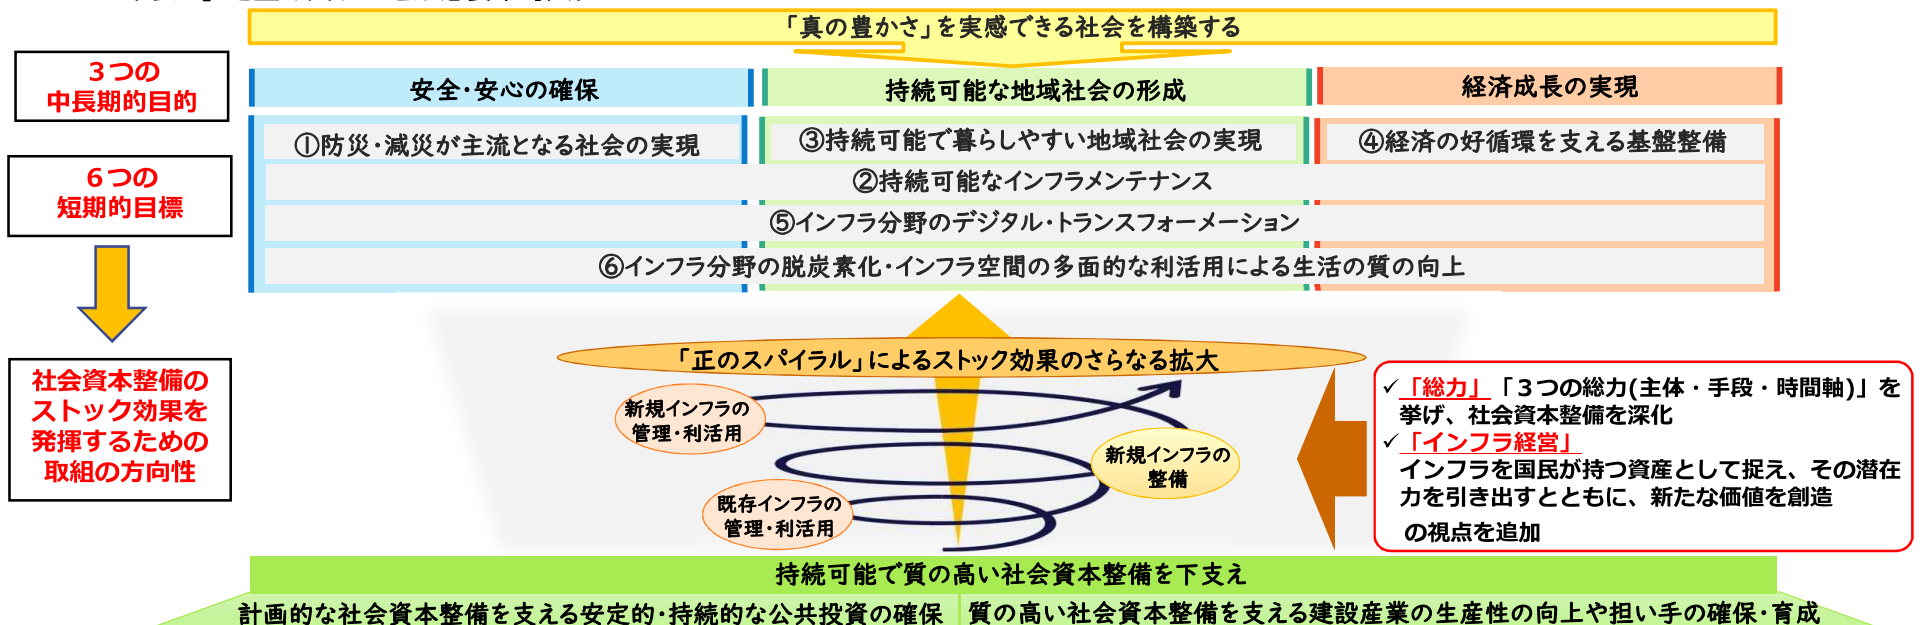 「真の豊かさ」を実感できる社会を構築する
３つの
中長期的目的
安全・安心の確保
持続可能な地域社会の形成
経済成長の実現
６つの
短期的目標
①防災・減災が主流となる社会の実現
③持続可能で暮らしやすい地域社会の実現
④経済の好循環を支える基盤整備
②持続可能なインフラメンテナンス
⑤インフラ分野のデジタル・トランスフォーメーション
⑥インフラ分野の脱炭素化・インフラ空間の多面的な利活用による生活の質の向上
社会資本整備の
ストック効果を
発揮するための
取組の方向性
「正のスパイラル」によるストック効果のさらなる拡大
新規インフラの
管理・利活用
新規インフラの
整備
既存インフラの
管理・利活用
✓「総力」「３つの総力(主体・手段・時間軸)」を
挙げ、社会資本整備を深化
✓「インフラ経営」
インフラを国民が持つ資産として捉え、その潜在
力を引き出すとともに、新たな価値を創造
の視点を追加
持続可能で質の高い社会資本整備を下支え
計画的な社会資本整備を支える安定的・持続的な公共投資の確保
質の高い社会資本整備を支える建設産業の生産性の向上や担い手の確保・育成